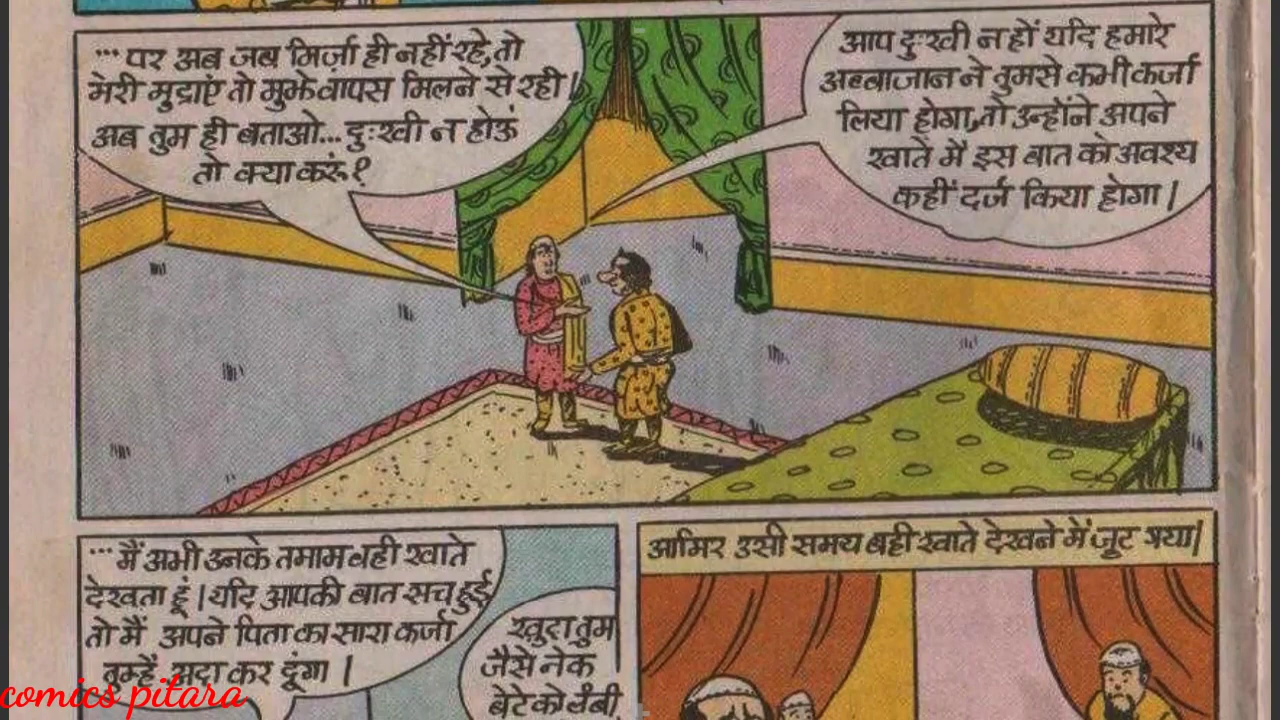 ... पर अब जब मिर्ज़ा ही नहीं रहे, तो
मेरी मुद्राएं तो मुझे वापस मिलने से रही।
अब तुम ही बताओ... दुःखी न होऊं
तो क्या करूं?
आप दुःखी न हों यदि हमारे
अब्बाजान ने तुमसे कभी कर्जा
लिया होगा, तो उन्होंने अपने
खाते में इस बात को अवश्य
कहीं दर्ज किया होगा।
... मैं अभी उनके तमाम बही खाते
देखता हूं। यदि आपकी बात सच हुई
तो मैं अपने पिता का सारा कर्जा
तुम्हें अदा कर दूंगा।
खुदा तुम
जैसे नेक
बेटे को लंबी
आमिर उसी समय बही खाते देखने में जुट गया।
comics pitara